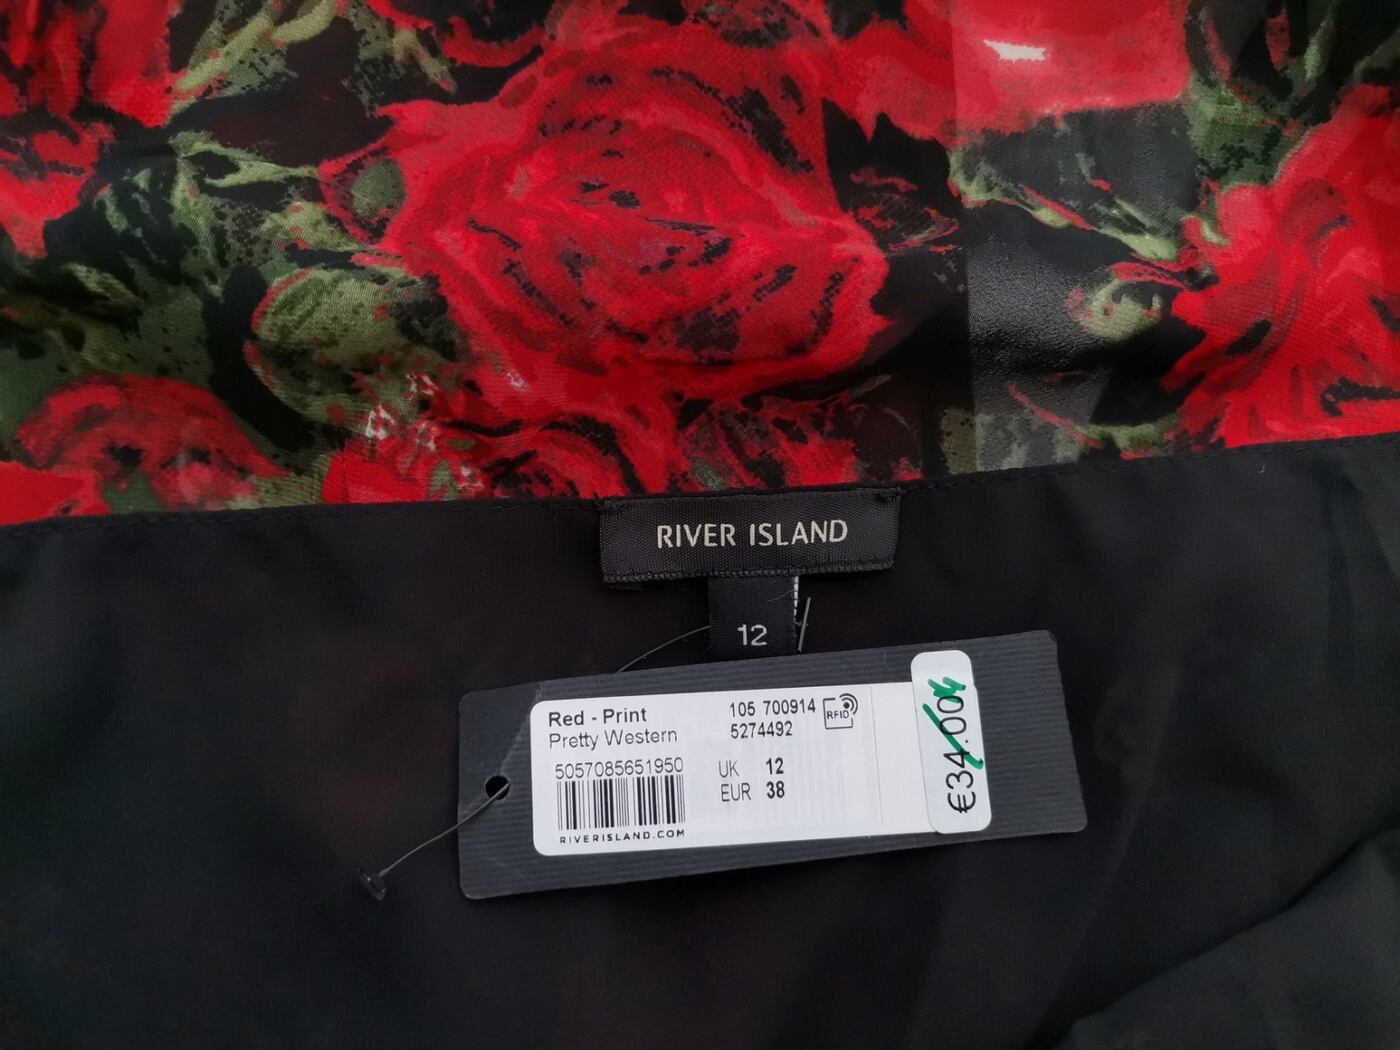 RIVER ISLAND
12
Red - Print
Pretty Western
105 700914
5274492
RFID
5057085651950
UK 12
EUR 38
RIVERISLAND.COM
€34.00